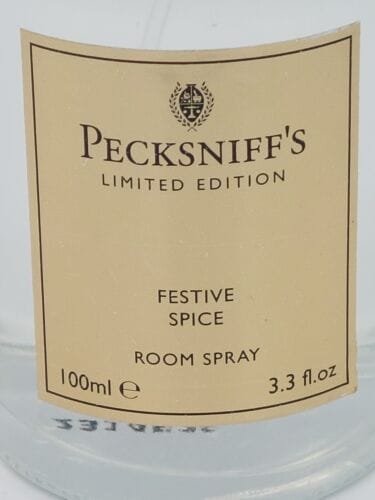 PECKSNIFF'S
LIMITED EDITION
FESTIVE
SPICE
ROOM SPRAY
100ml ℮
3.3 fl.oz